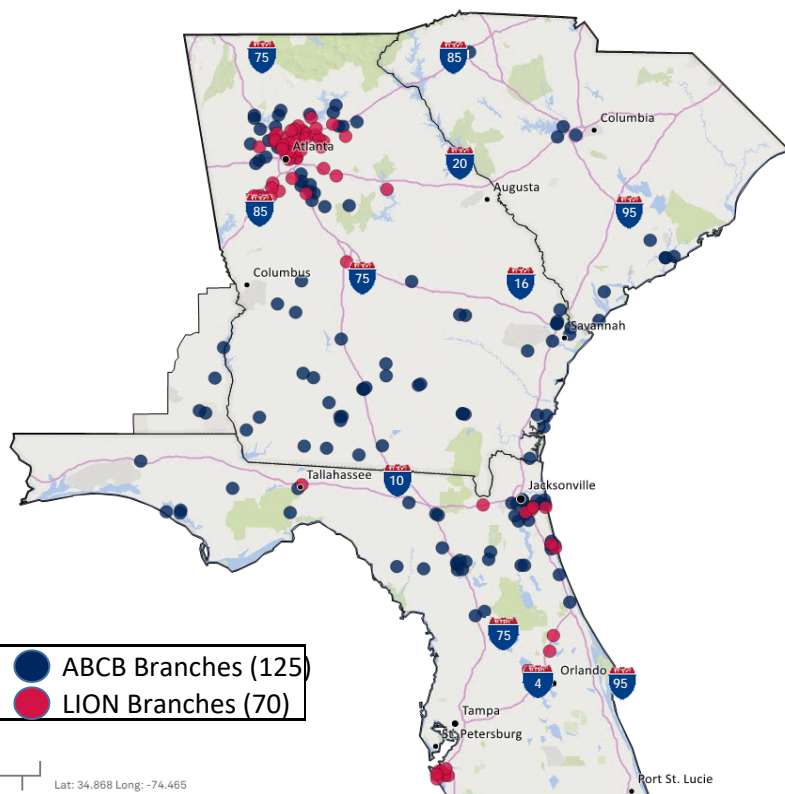 75
85
Columbia
Atlanta
20
Augusta
85
95
Columbus
75
16
Savannah
Tallahassee
10
Jacksonville
75
ABCB Branches (125)
LION Branches (70)
4
Orlando
95
Tampa
St. Petersburg
Port St. Lucie
Lat: 34.868 Long: -74.465